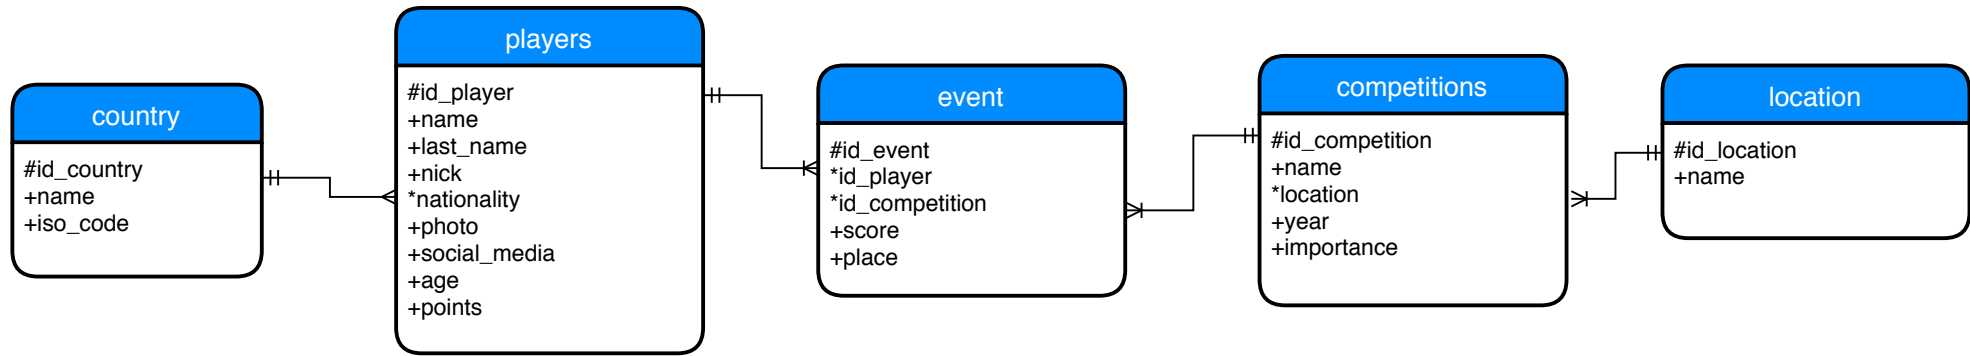 country
#id_country
+name
+iso_code
players
#id_player
+name
+last_name
+nick
*nationality
+photo
+social_media
+age
+points
event
#id_event
*id_player
*id_competition
+score
+place
competitions
#id_competition
+name
*location
+year
+importance
location
#id_location
+name